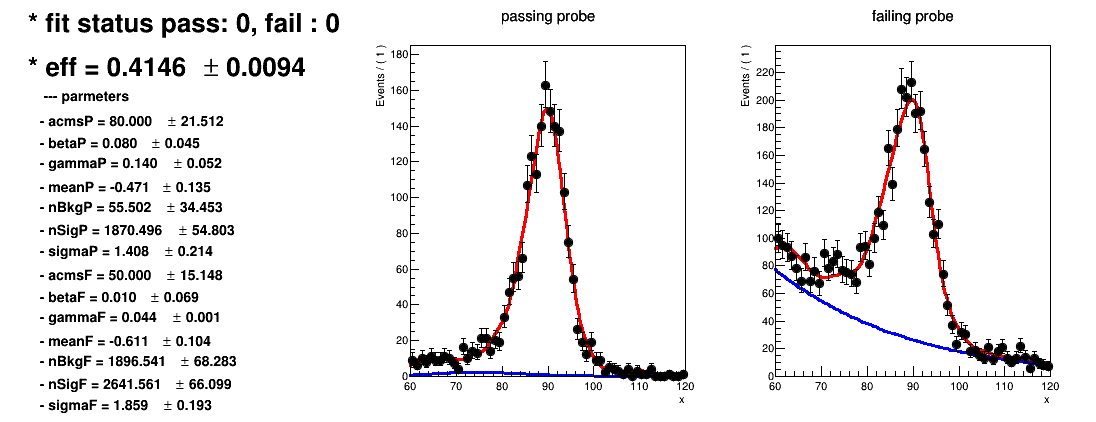 * fit status pass: 0, fail : 0
* eff = 0.4146 ± 0.0094
--- parmeters
- acmsP = 80.000 ± 21.512
- betaP = 0.080 ± 0.045
- gammaP = 0.140 ± 0.052
- meanP = -0.471 ± 0.135
- nBkgP = 55.502 ± 34.453
- nSigP = 1870.496 ± 54.803
- sigmaP = 1.408 ± 0.214
- acmsF = 50.000 ± 15.148
- betaF = 0.010 ± 0.069
- gammaF = 0.044 ± 0.001
- meanF = -0.611 ± 0.104
- nBkgF = 1896.541 ± 68.283
- nSigF = 2641.561 ± 66.099
- sigmaF = 1.859 ± 0.193
passing probe
Events / ( 1 )
180
160
140
120
100
80
60
40
20
0
60 70 80 90 100 110 120
x
failing probe
Events / ( 1 )
220
200
180
160
140
120
100
80
60
40
20
0
60 70 80 90 100 110 120
x